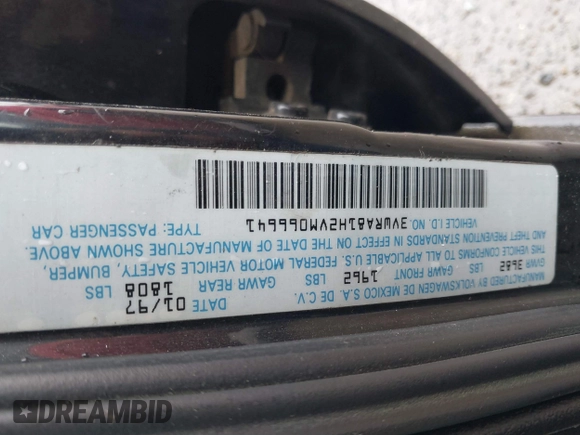 MANUFACTURED BY VOLKSWAGEN DE MEXICO S.A. DE C.V.
DATE 01/97
GVWR 3682 LBS GAWR FRONT 1962 LBS GAWR REAR 1808 LBS
THIS VEHICLE CONFORMS TO ALL APPLICABLE U.S. FEDERAL MOTOR VEHICLE SAFETY, BUMPER,
AND THEFT PREVENTION STANDARDS IN EFFECT ON THE DATE OF MANUFACTURE SHOWN ABOVE.
VEHICLE I.D. NO. 3VWRA81H2VM066641 TYPE: PASSENGER CAR
DREAMBID